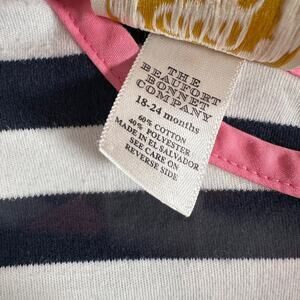 THE
BEAUFORT
BONNET
COMPANY
18-24 months
60% COTTON
40% POLYESTER
MADE IN EL SALVADOR
SEE CARE ON
REVERSE SIDE